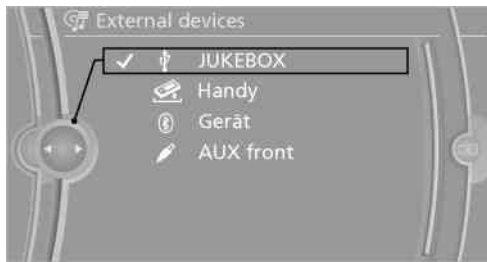 External devices
JUKEBOX
Handy
Gerät
AUX front